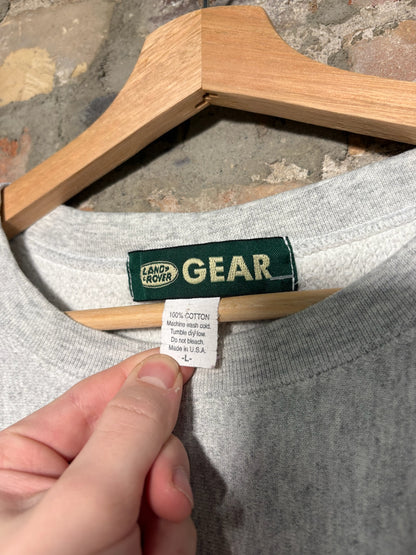 LAND-
-ROVER
GEAR
100% COTTON
Machine wash cold.
Tumble dry low.
Do not bleach.
Made in U.S.A.
-L-